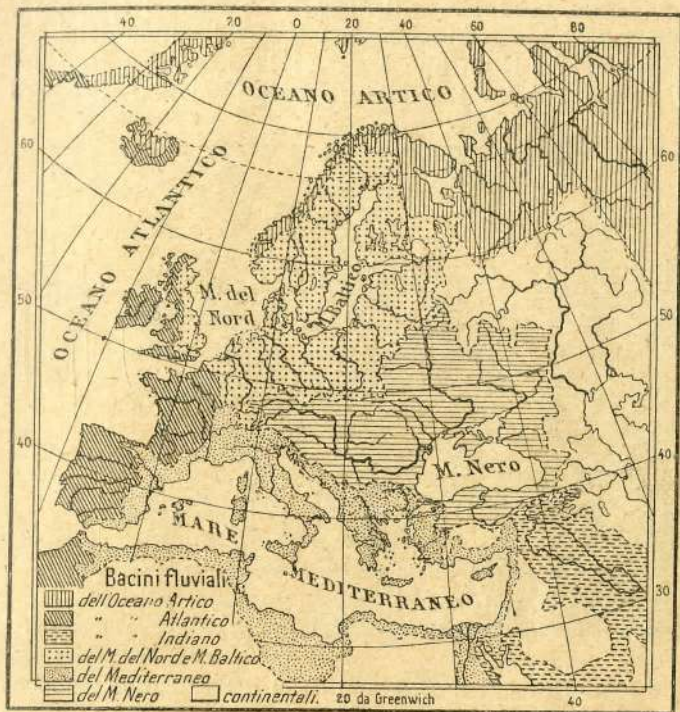 40 20 0 20 40 80
OCEANO ARTICO
60
60
OCEANO ATLANTICO
M. del
Nord
M. Baltico
50
50
40
M. Nero
40
MARE MEDITERRANEO
30
Bacini fluviali
dell'Oceano Artico
" " Atlantico
" " Indiano
del M. del Nord e M. Baltico
del Mediterraneo
del M. Nero continentali. 20 da Greenwich 40